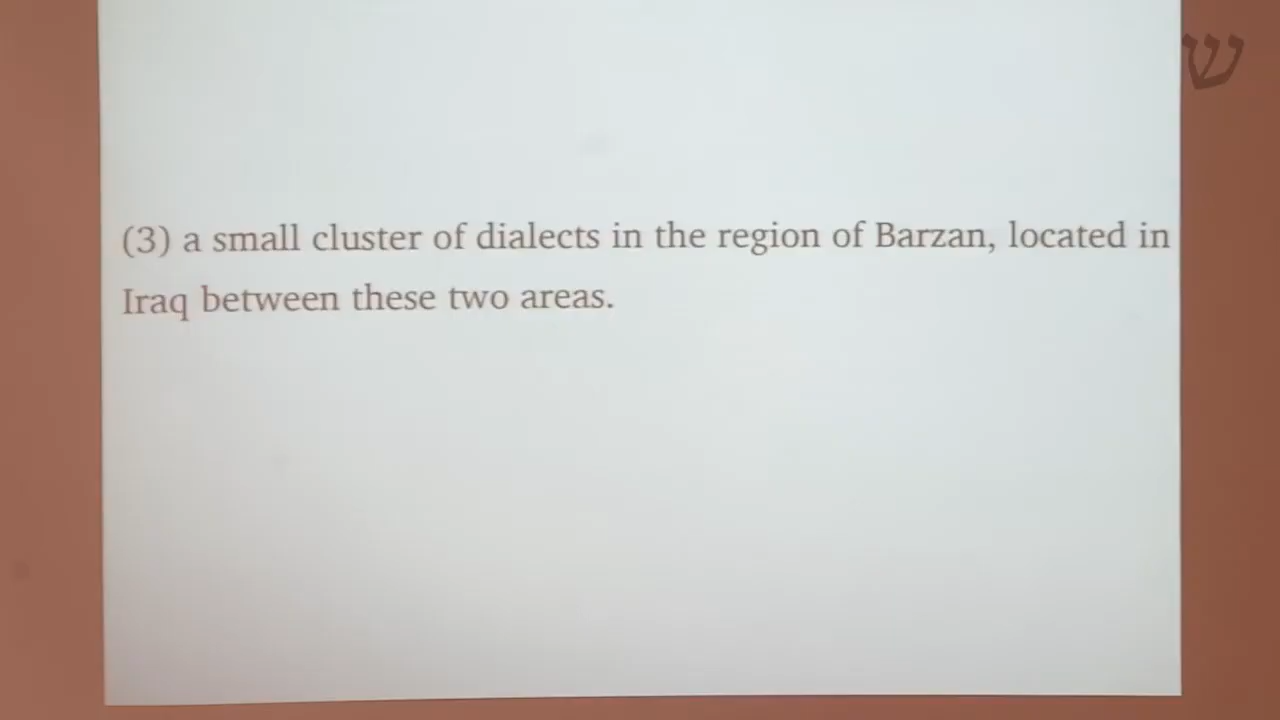 ש
(3) a small cluster of dialects in the region of Barzan, located in
Iraq between these two areas.